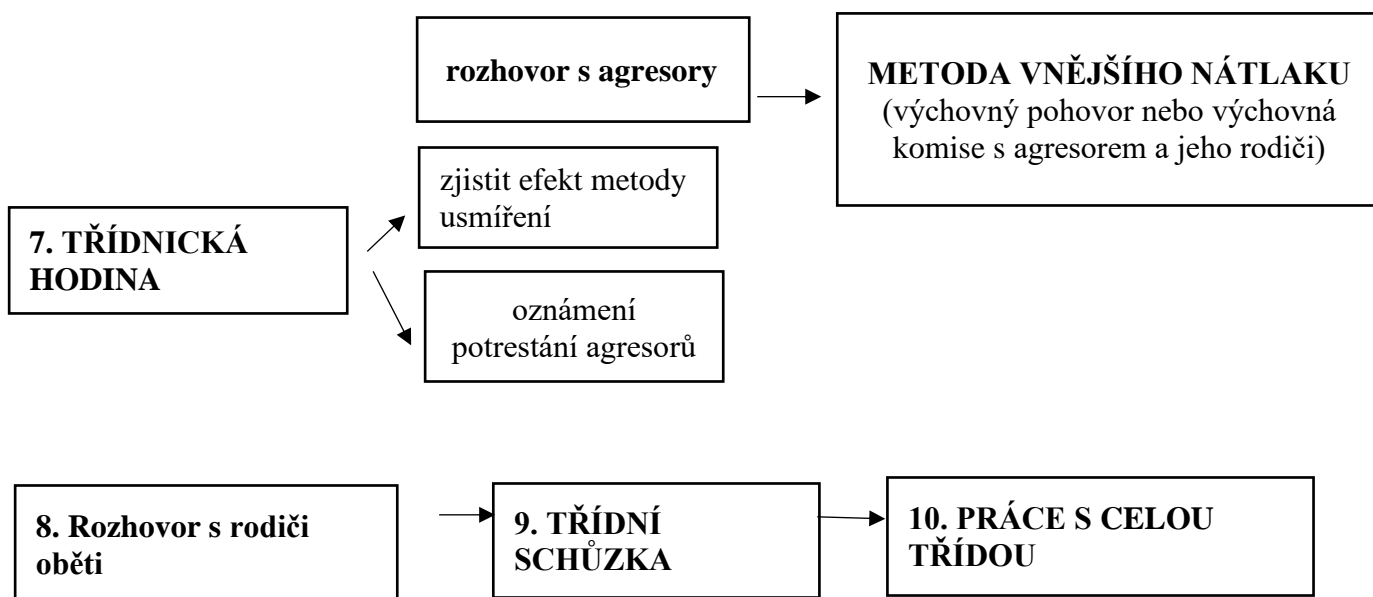 rozhovor s agresory
METODA VNĚJŠÍHO NÁTLAKU
(výchovný pohovor nebo výchovná
komise s agresorem a jeho rodiči)
zjistit efekt metody
usmíření
7. TŘÍDNICKÁ
HODINA
oznámení
potrestání agresorů
8. Rozhovor s rodiči
oběti
9. TŘÍDNÍ
SCHŮZKA
10. PRÁCE S CELOU
TŘÍDOU